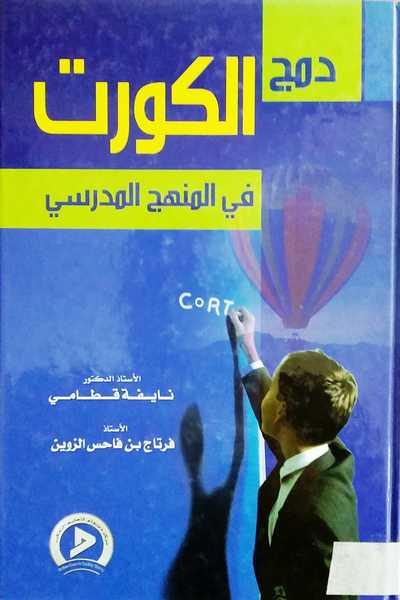 دمج
الكورت
في المنهج المدرسي
CoRT
الأستاذ الدكتور
نايفة قطامي
الأستاذ
فرتاج بن فاحس الزوين